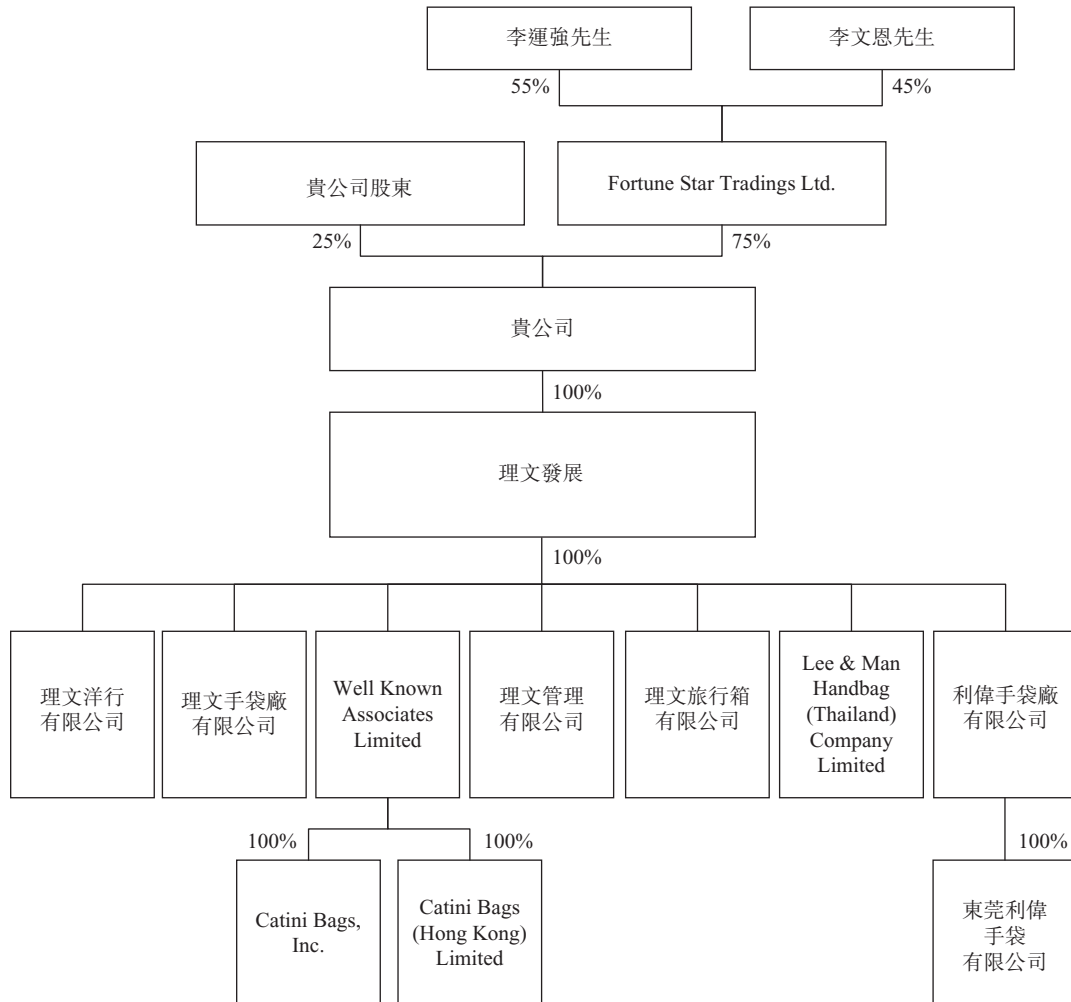 李運強先生
李文恩先生
55%
45%
貴公司股東
Fortune Star Tradings Ltd.
25%
75%
貴公司
100%
理文發展
100%
理文洋行
有限公司
理文手袋廠
有限公司
Well Known
Associates
Limited
理文管理
有限公司
理文旅行箱
有限公司
Lee & Man
Handbag
(Thailand)
Company
Limited
利偉手袋廠
有限公司
100%
100%
100%
Catini Bags,
Inc.
Catini Bags
(Hong Kong)
Limited
東莞利偉
手袋
有限公司